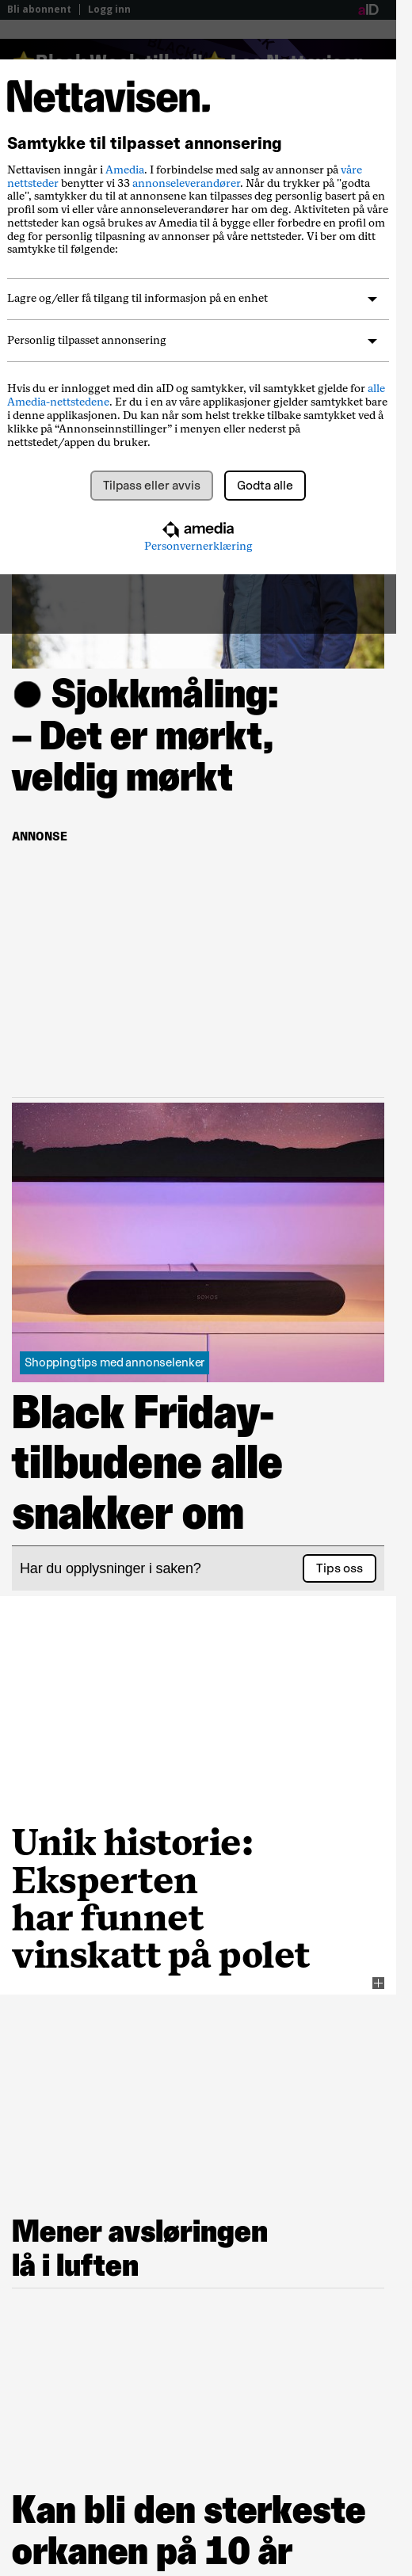 Bli abonnent
Logg inn
aID
Nettavisen.
Samtykke til tilpasset annonsering
Nettavisen inngår i Amedia. I forbindelse med salg av annonser på våre
nettsteder benytter vi 33 annonseleverandører. Når du trykker på "godta
alle", samtykker du til at annonsene kan tilpasses deg personlig basert på en
profil som vi eller våre annonseleverandører har om deg. Aktiviteten på våre
nettsteder kan også brukes av Amedia til å bygge eller forbedre en profil om
deg for personlig tilpasning av annonser på våre nettsteder. Vi ber om ditt
samtykke til følgende:
Lagre og/eller få tilgang til informasjon på en enhet
Personlig tilpasset annonsering
Hvis du er innlogget med din aID og samtykker, vil samtykket gjelde for alle
Amedia-nettstedene. Er du i en av våre applikasjoner gjelder samtykket bare
i denne applikasjonen. Du kan når som helst trekke tilbake samtykket ved å
klikke på “Annonseinnstillinger” i menyen eller nederst på
nettstedet/appen du bruker.
Tilpass eller avvis
Godta alle
amedia
Personvernerklæring
Sjokkmåling:
– Det er mørkt,
veldig mørkt
ANNONSE
SONOS
Shoppingtips med annonselenker
Black Friday-
tilbudene alle
snakker om
Har du opplysninger i saken?
Tips oss
Unik historie:
Eksperten
har funnet
vinskatt på polet
Mener avsløringen
lå i luften
Kan bli den sterkeste
orkanen på 10 år